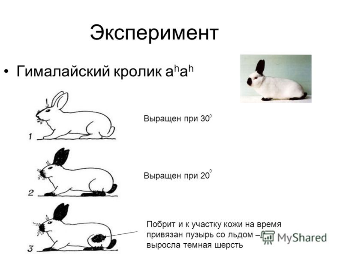 Эксперимент
• Гималайский кролик aʰaʰ
1
Выращен при 30°
2
Выращен при 20°
3
Побрит и к участку кожи на время
привязан пузырь со льдом –
выросла темная шерсть
MyShared